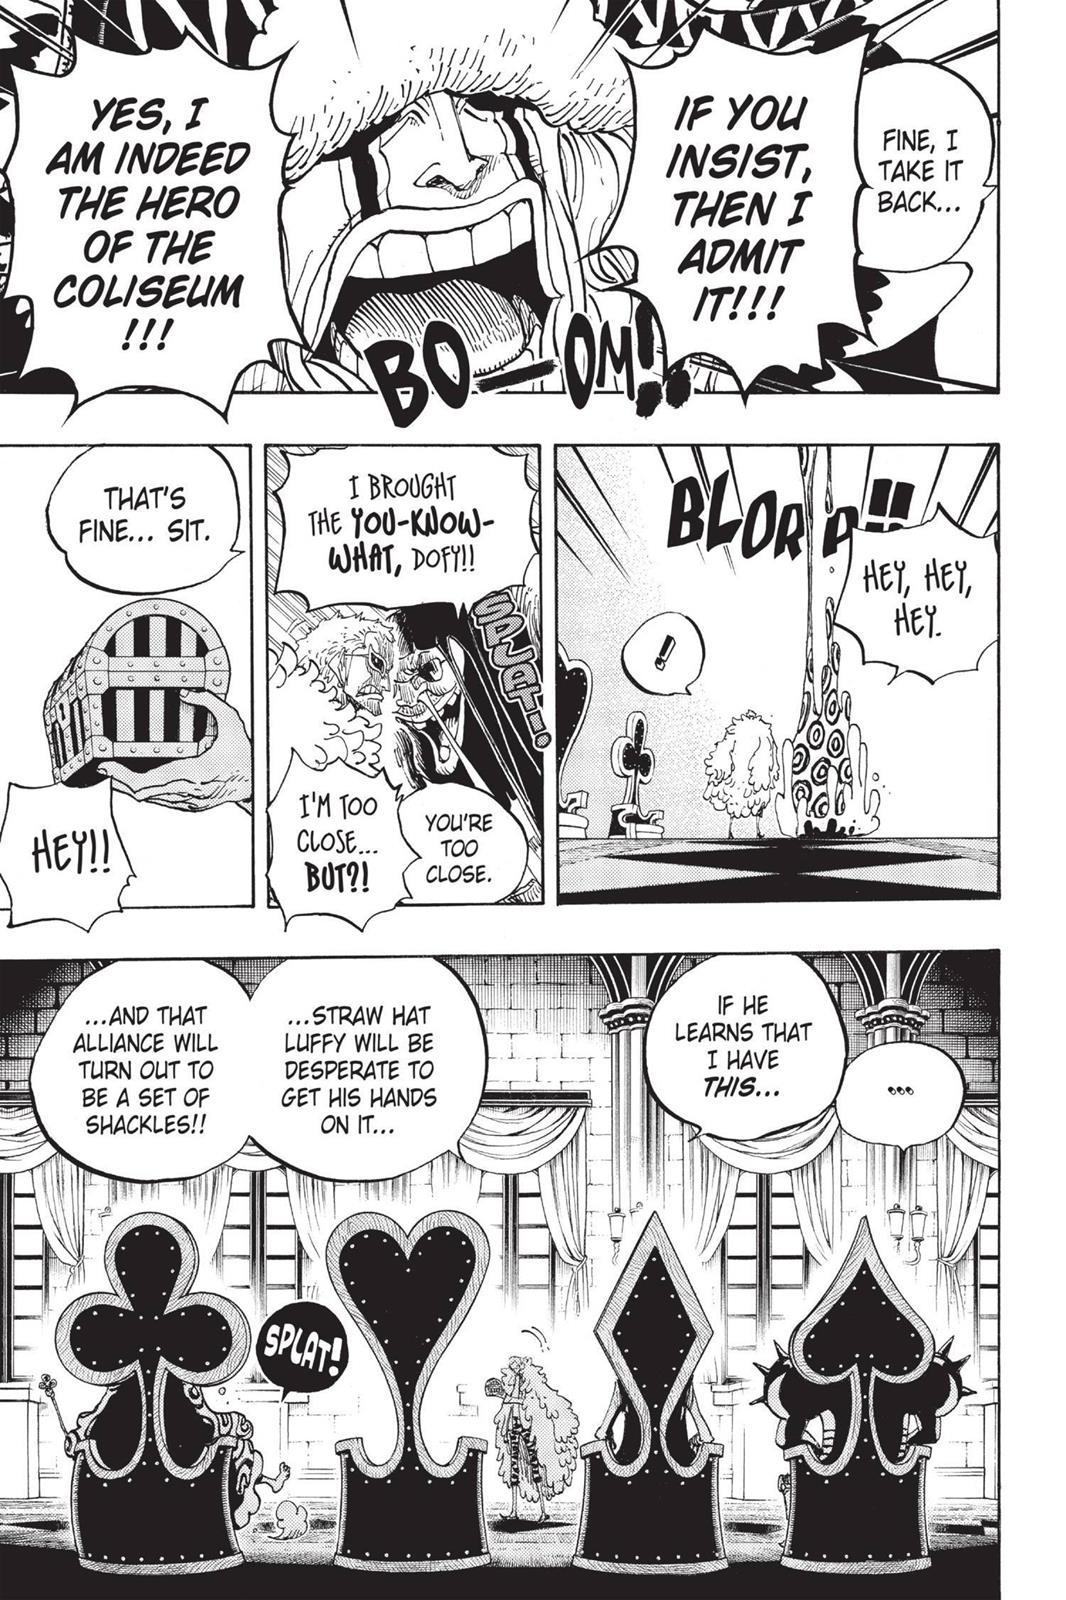 FINE, I
TAKE IT
BACK...
IF YOU
INSIST,
THEN I
ADMIT
IT!!!
YES, I
AM INDEED
THE HERO
OF THE
COLISEUM
!!!
BO—OM!!
BLORP!!
HEY, HEY,
HEY.
!
I BROUGHT
THE YOU-KNOW-
WHAT, DOFY!!
SPLAT!
YOU'RE
TOO
CLOSE.
I'M TOO
CLOSE...
BUT?!
THAT'S
FINE... SIT.
HEY!!
...
IF HE
LEARNS THAT
I HAVE
THIS...
...STRAW HAT
LUFFY WILL BE
DESPERATE TO
GET HIS HANDS
ON IT...
...AND THAT
ALLIANCE WILL
TURN OUT TO
BE A SET OF
SHACKLES!!
SPLAT!